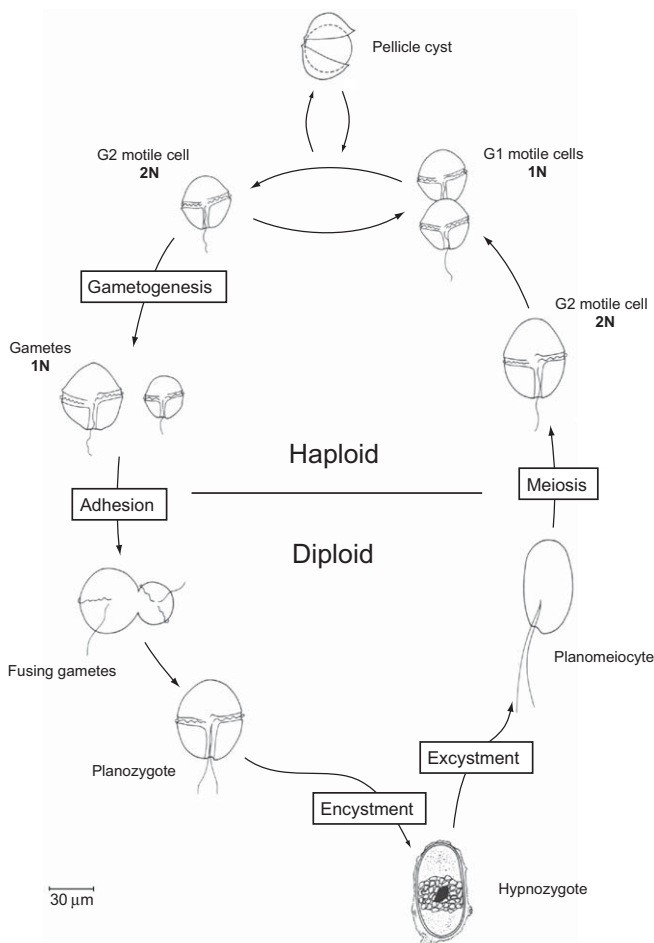 Pellicle cyst
G2 motile cell
2N
G1 motile cells
1N
Gametogenesis
G2 motile cell
2N
Gametes
1N
Haploid
Adhesion
Meiosis
Diploid
Fusing gametes
Planomeiocyte
Planozygote
Excystment
Encystment
Hypnozygote
30 μm